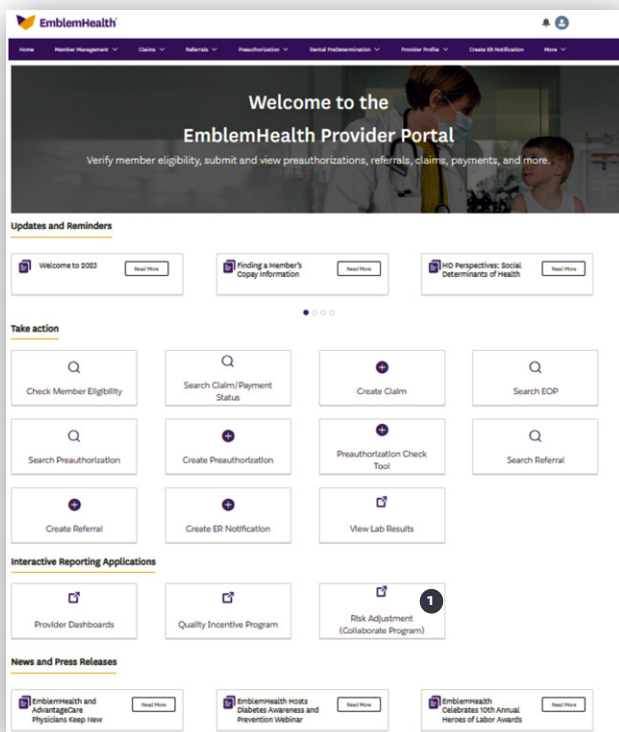 EmblemHealth
Home Member Management Claims Referrals Preauthorization Dental PreDetermination Provider Profile Create ER Notification More
Welcome to the
EmblemHealth Provider Portal
Verify member eligibility, submit and view preauthorizations, referrals, claims, payments, and more.
Updates and Reminders
Welcome to 2023
Read More
Finding a Member's
Copay Information
Read More
MD Perspectives: Social
Determinants of Health
Read More
Take action
Check Member Eligibility
Search Claim/Payment
Status
Create Claim
Search EOP
Search Preauthorization
Create Preauthorization
Preauthorization Check
Tool
Search Referral
Create Referral
Create ER Notification
View Lab Results
Interactive Reporting Applications
Provider Dashboards
Quality Incentive Program
1
Risk Adjustment
(Collaborate Program)
News and Press Releases
EmblemHealth and
AdvantageCare
Physicians Keep New
Read More
EmblemHealth Hosts
Diabetes Awareness and
Prevention Webinar
Read More
EmblemHealth
Celebrates 10th Annual
Heroes of Labor Awards
Read More